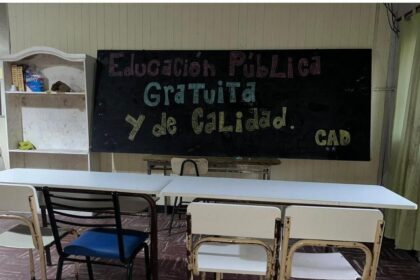 Educación Pública
Gratuita
y de Calidad.
CAD